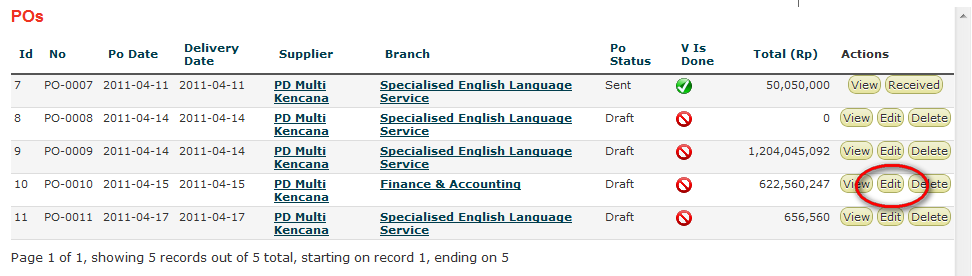 POs
Id No Po Date Delivery Date Supplier Branch Po Status V Is Done Total (Rp) Actions
7 PO-0007 2011-04-11 2011-04-11 PD Multi Kencana Specialised English Language Service Sent 50,050,000 View Received
8 PO-0008 2011-04-14 2011-04-14 PD Multi Kencana Specialised English Language Service Draft 0 View Edit Delete
9 PO-0009 2011-04-14 2011-04-14 PD Multi Kencana Specialised English Language Service Draft 1,204,045,092 View Edit Delete
10 PO-0010 2011-04-15 2011-04-15 PD Multi Kencana Finance & Accounting Draft 622,560,247 View Edit Delete
11 PO-0011 2011-04-17 2011-04-17 PD Multi Kencana Specialised English Language Service Draft 656,560 View Edit Delete
Page 1 of 1, showing 5 records out of 5 total, starting on record 1, ending on 5